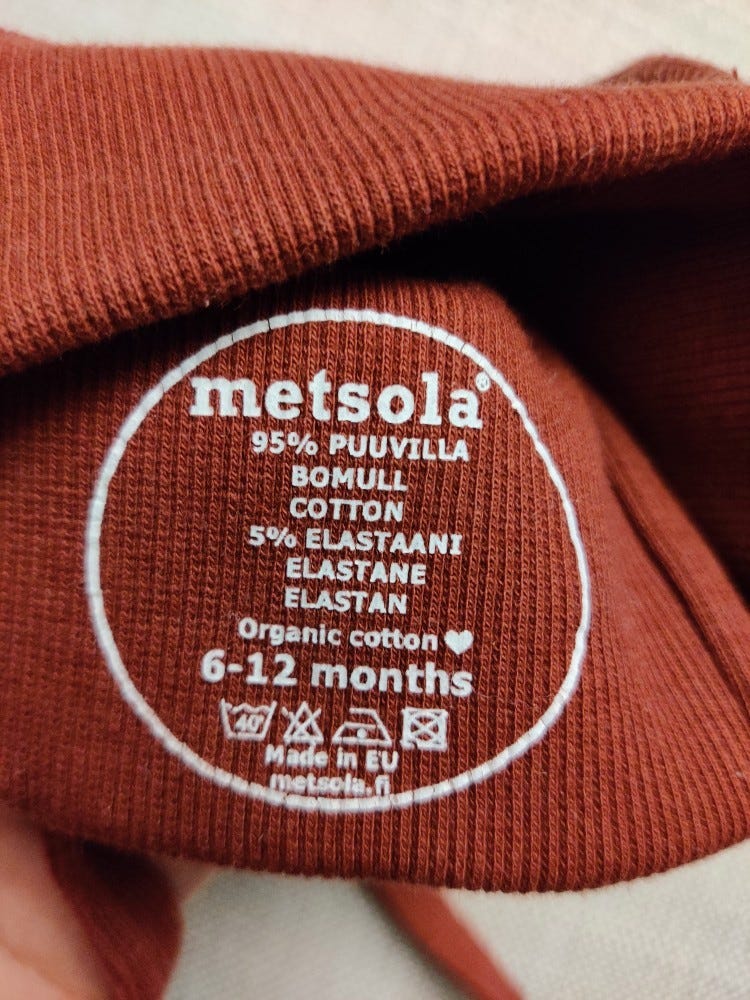 metsola®
95% PUUVILLA
BOMULL
COTTON
5% ELASTAANI
ELASTANE
ELASTAN
Organic cotton ♥
6-12 months
40°
Made in EU
metsola.fi